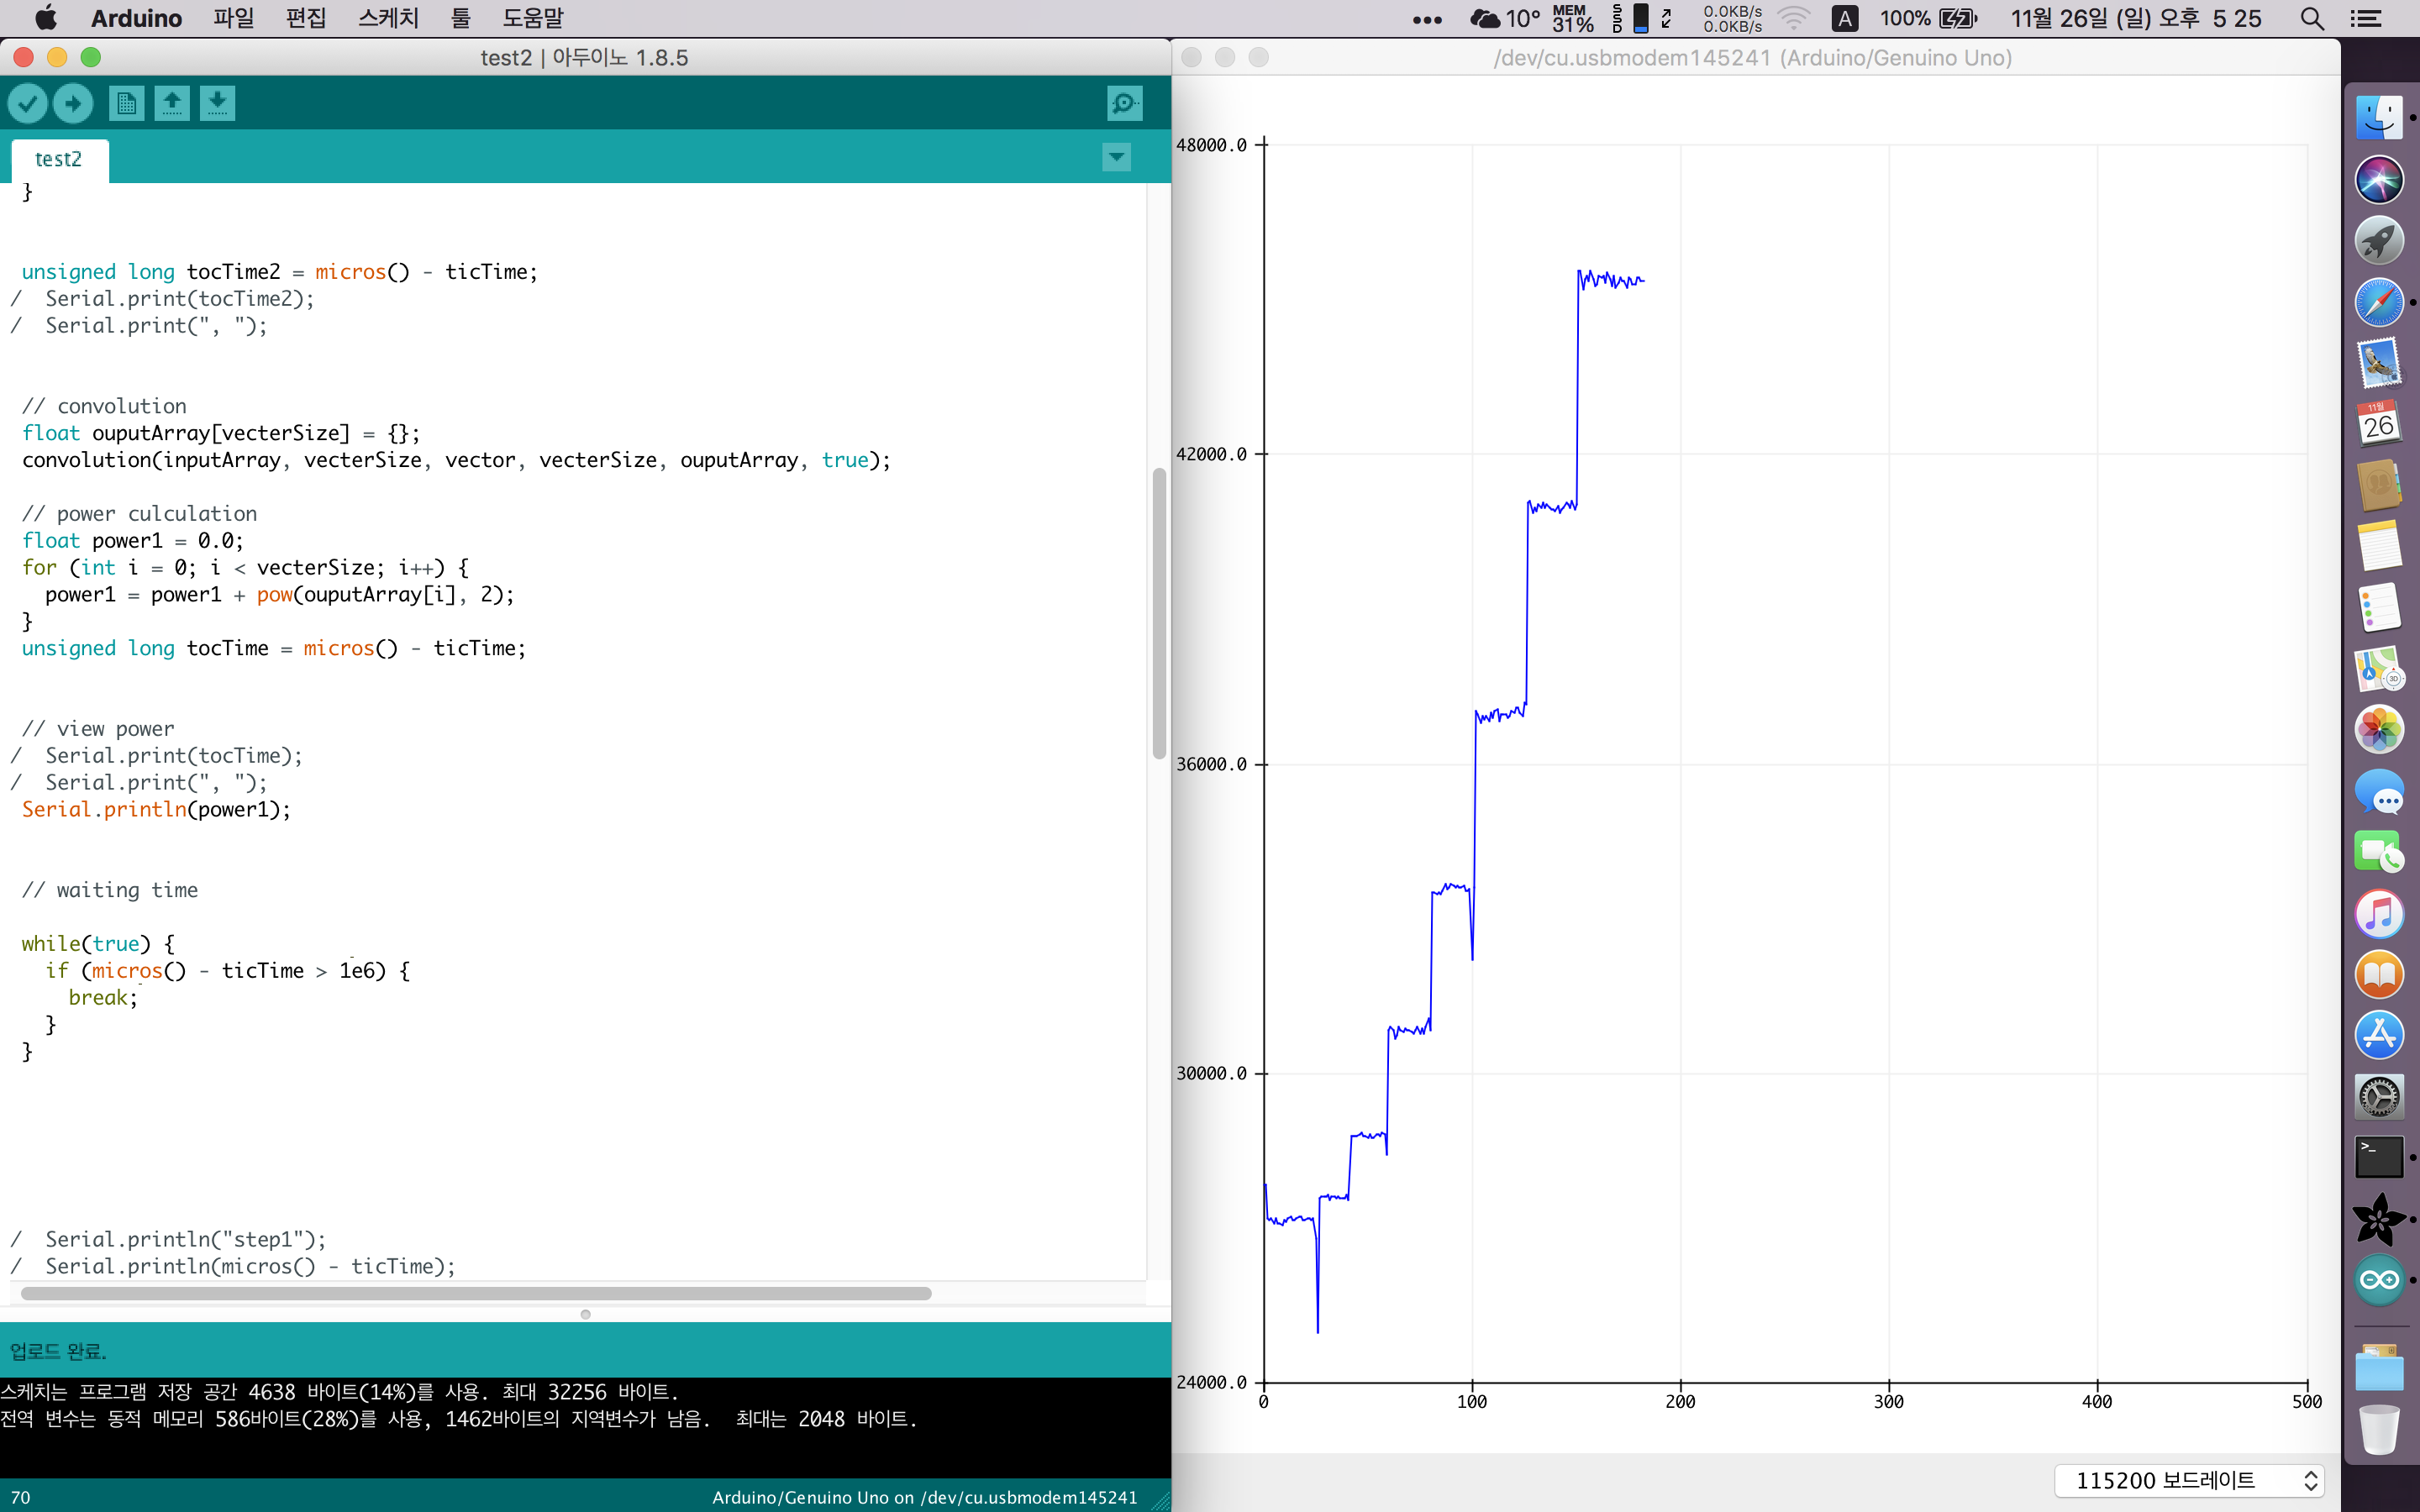 Arduino 파일 편집 스케치 툴 도움말
10° MEM 31% SSD 0.0KB/s 0.0KB/s A 100% 11월 26일 (일) 오후 5 25
test2 | 아두이노 1.8.5
test2
}
unsigned long tocTime2 = micros() - ticTime;
/  Serial.print(tocTime2);
/  Serial.print(", ");
// convolution
float ouputArray[vecterSize] = {};
convolution(inputArray, vecterSize, vector, vecterSize, ouputArray, true);
// power culculation
float power1 = 0.0;
for (int i = 0; i < vecterSize; i++) {
  power1 = power1 + pow(ouputArray[i], 2);
}
unsigned long tocTime = micros() - ticTime;
// view power
/  Serial.print(tocTime);
/  Serial.print(", ");
Serial.println(power1);
// waiting time
while(true) {
  if (micros() - ticTime > 1e6) {
    break;
  }
}
/  Serial.println("step1");
/  Serial.println(micros() - ticTime);
업로드 완료.
스케치는 프로그램 저장 공간 4638 바이트(14%)를 사용. 최대 32256 바이트.
전역 변수는 동적 메모리 586바이트(28%)를 사용, 1462바이트의 지역변수가 남음.  최대는 2048 바이트.
70
Arduino/Genuino Uno on /dev/cu.usbmodem145241
/dev/cu.usbmodem145241 (Arduino/Genuino Uno)
48000.0
42000.0
36000.0
30000.0
24000.0
0 100 200 300 400 500
115200 보드레이트
11월
26
3D
>_